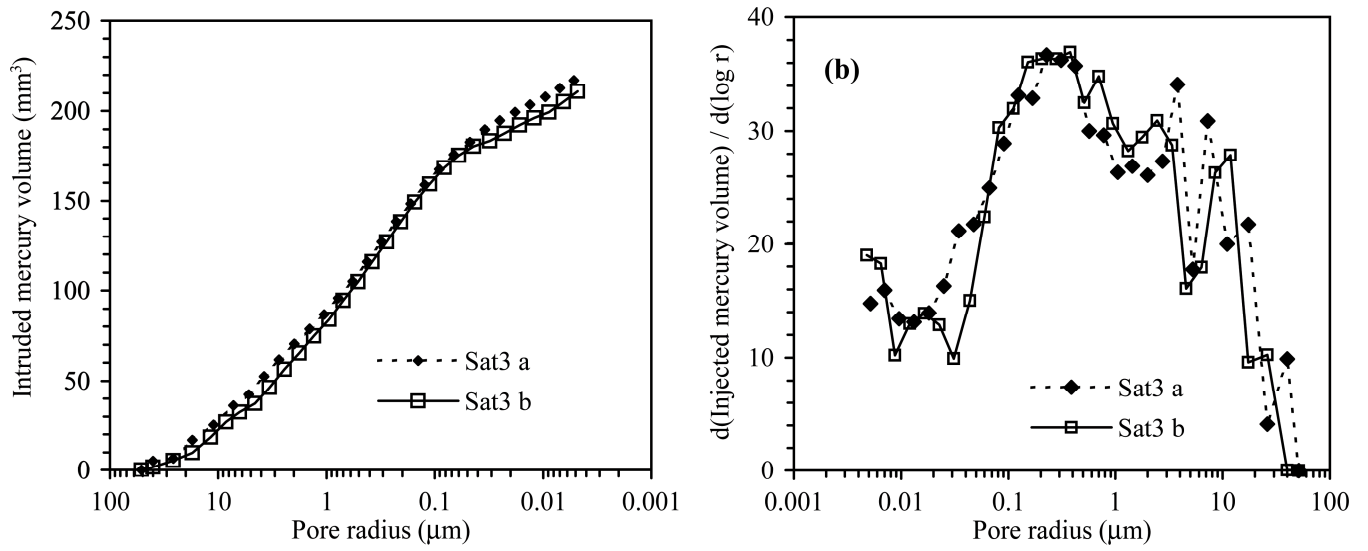 250
200
150
100
50
0
100
10
1
0.1
0.01
0.001
Intruded mercury volume (mm³)
Pore radius (μm)
Sat3 a
Sat3 b
(b)
40
30
20
10
0
0.001
0.01
0.1
1
10
100
d(Injected mercury volume) / d(log r)
Pore radius (μm)
Sat3 a
Sat3 b